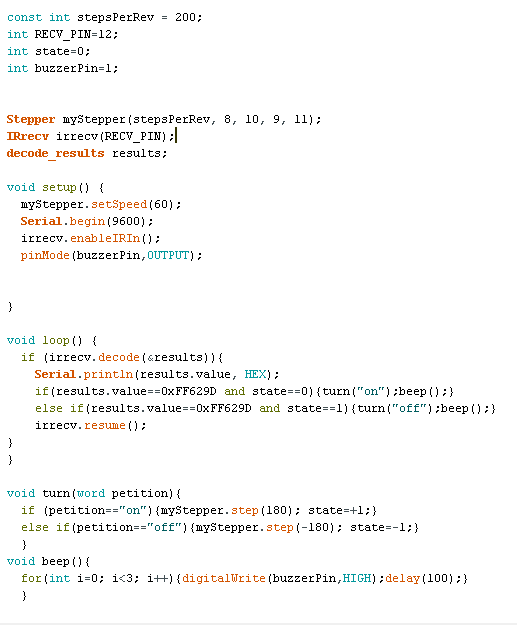 const int stepsPerRev = 200;
int RECV_PIN=12;
int state=0;
int buzzerPin=1;
Stepper myStepper(stepsPerRev, 8, 10, 9, 11);
IRrecv irrecv(RECV_PIN);
decode_results results;
void setup() {
myStepper.setSpeed(60);
Serial.begin(9600);
irrecv.enableIRIn();
pinMode(buzzerPin,OUTPUT);
}
void loop() {
if (irrecv.decode(&results)){
Serial.println(results.value, HEX);
if(results.value==0xFF629D and state==0){turn("on");beep();}
else if(results.value==0xFF629D and state==1){turn("off");beep();}
irrecv.resume();
}
}
void turn(word petition){
if (petition=="on"){myStepper.step(180); state=+1;}
else if(petition=="off"){myStepper.step(-180); state=-1;}
}
void beep(){
for(int i=0; i<3; i++){digitalWrite(buzzerPin,HIGH);delay(100);}
}